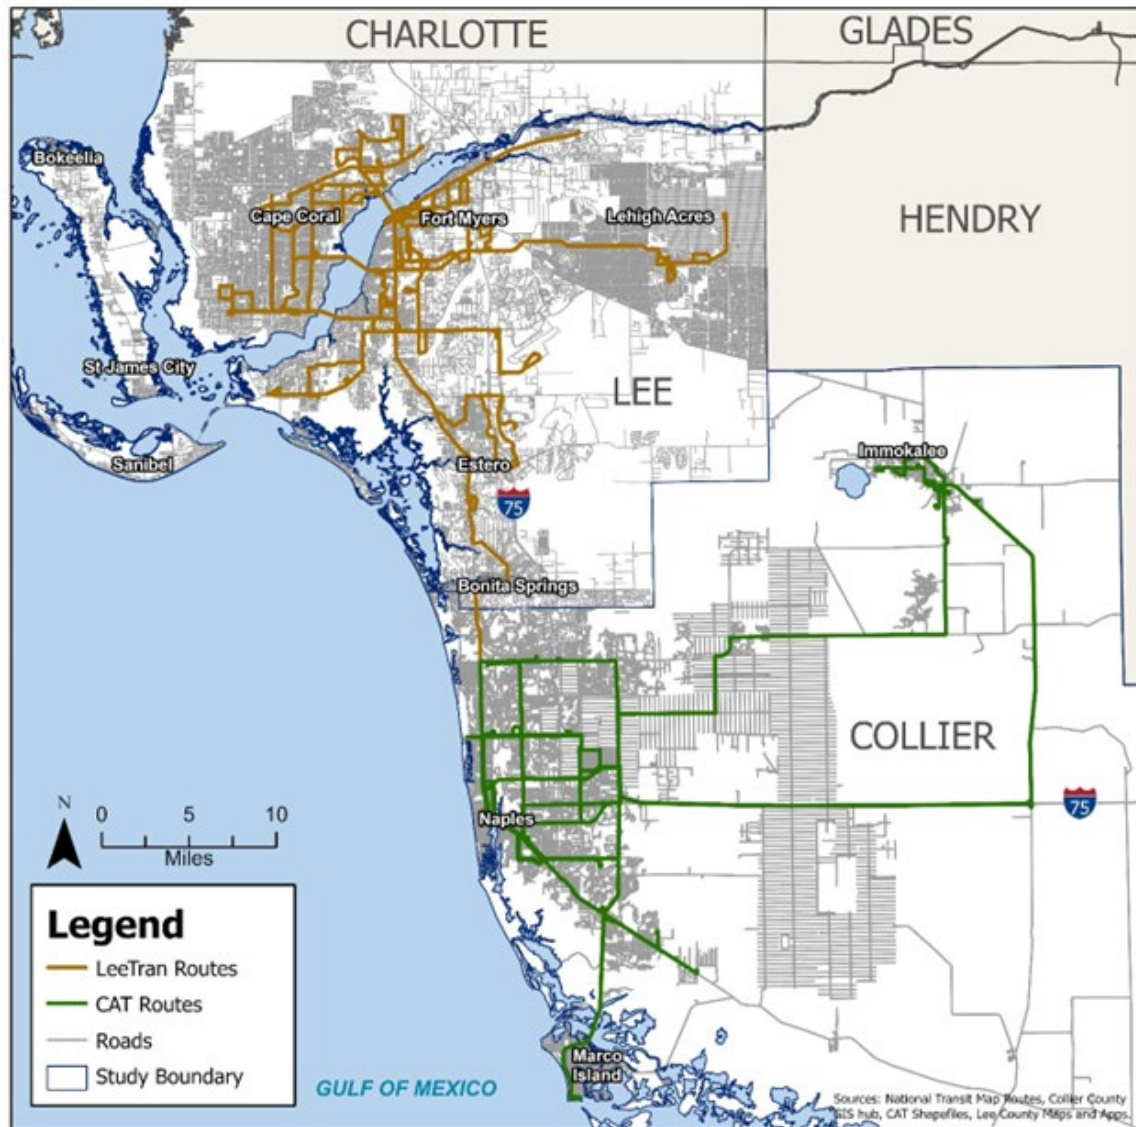 CHARLOTTE
GLADES
HENDRY
Bokeelia
Cape Coral
Fort Myers
Lehigh Acres
St James City
LEE
Sanibel
Estero
Immokalee
75
Bonita Springs
COLLIER
75
Naples
N
0 5 10
Miles
Legend
LeeTran Routes
CAT Routes
Roads
Study Boundary
Marco
Island
GULF OF MEXICO
Sources: National Transit Map Routes, Collier County
GIS hub, CAT Shapefiles, Lee County Maps and Apps.